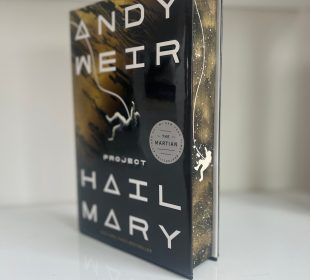 ANDY
WEIR
THE
MARTIAN
PROJECT
HAIL
MARY